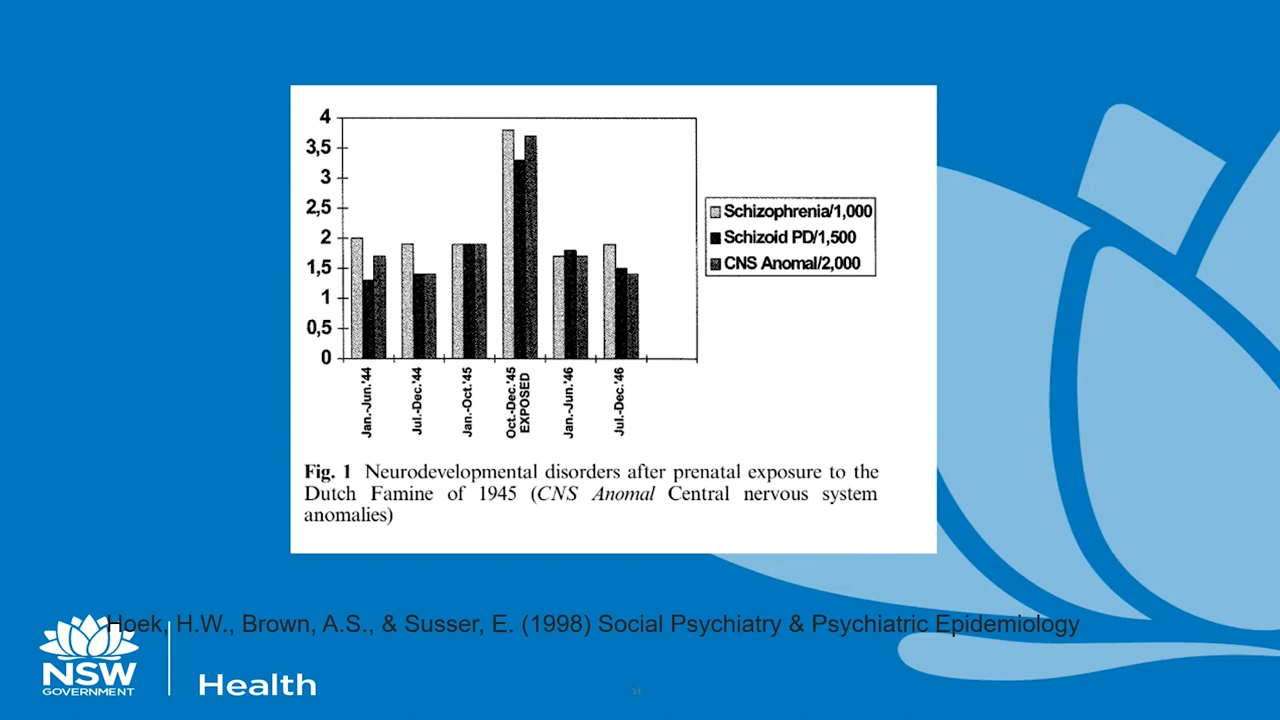 4
3,5
3
2,5
2
1,5
1
0,5
0
Jan.-Jun.'44
Jul.-Dec.'44
Jan.-Oct.'45
Oct.-Dec.'45
EXPOSED
Jan.-Jun.'46
Jul.-Dec.'46
Schizophrenia/1,000
Schizoid PD/1,500
CNS Anomal/2,000
Fig. 1 Neurodevelopmental disorders after prenatal exposure to the
Dutch Famine of 1945 (CNS Anomal Central nervous system
anomalies)
Hoek, H.W., Brown, A.S., & Susser, E. (1998) Social Psychiatry & Psychiatric Epidemiology
NSW
GOVERNMENT
Health
31